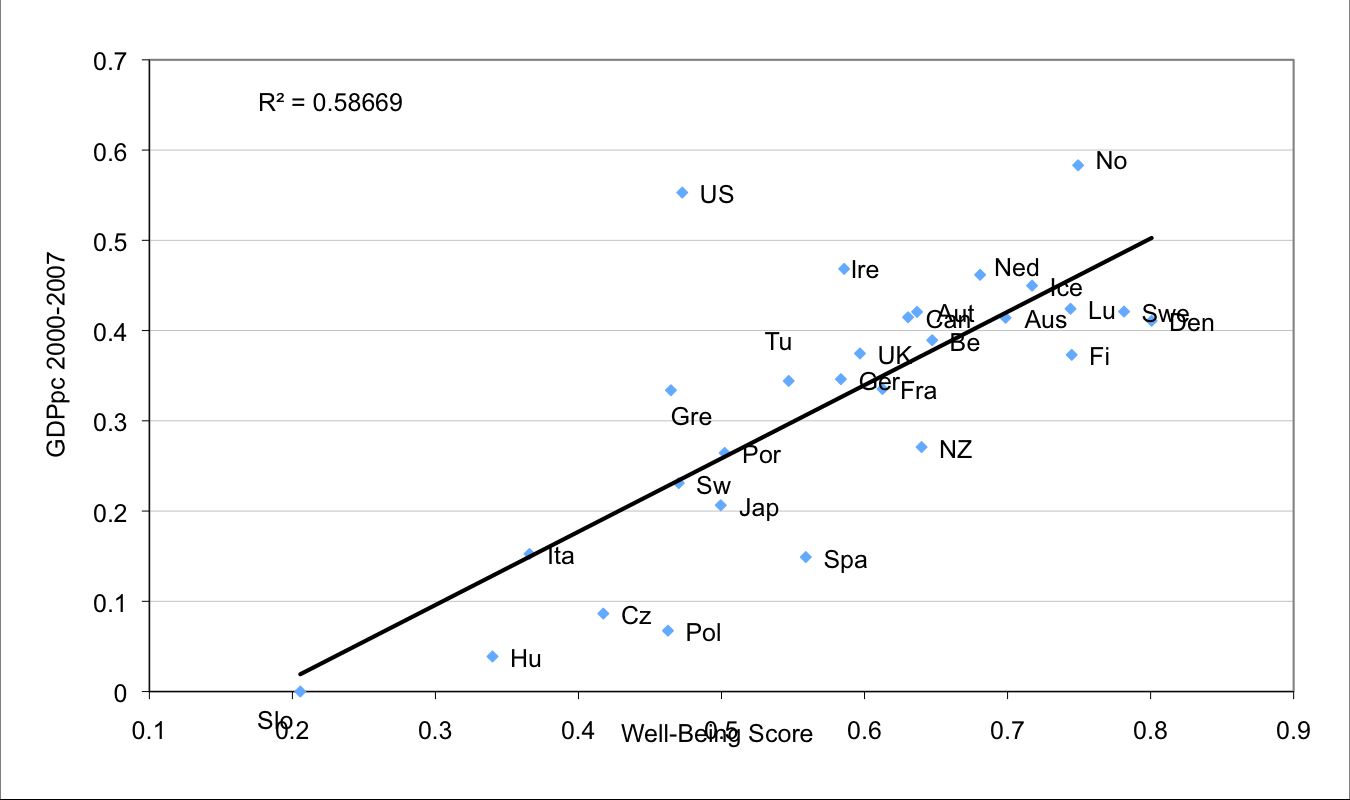 0.7
R² = 0.58669
0.6
No
US
0.5
Ire
Ned
Ice
Aut
Can
Aus
Lu
Swe
Den
0.4
Tu
UK
Be
Fi
Ger
Fra
Gre
0.3
NZ
Por
Sw
0.2
Jap
Ita
Spa
0.1
Cz
Pol
Hu
0
Slo
0.1 0.2 0.3 0.4 0.5 0.6 0.7 0.8 0.9
Well-Being Score
GDPpc 2000-2007